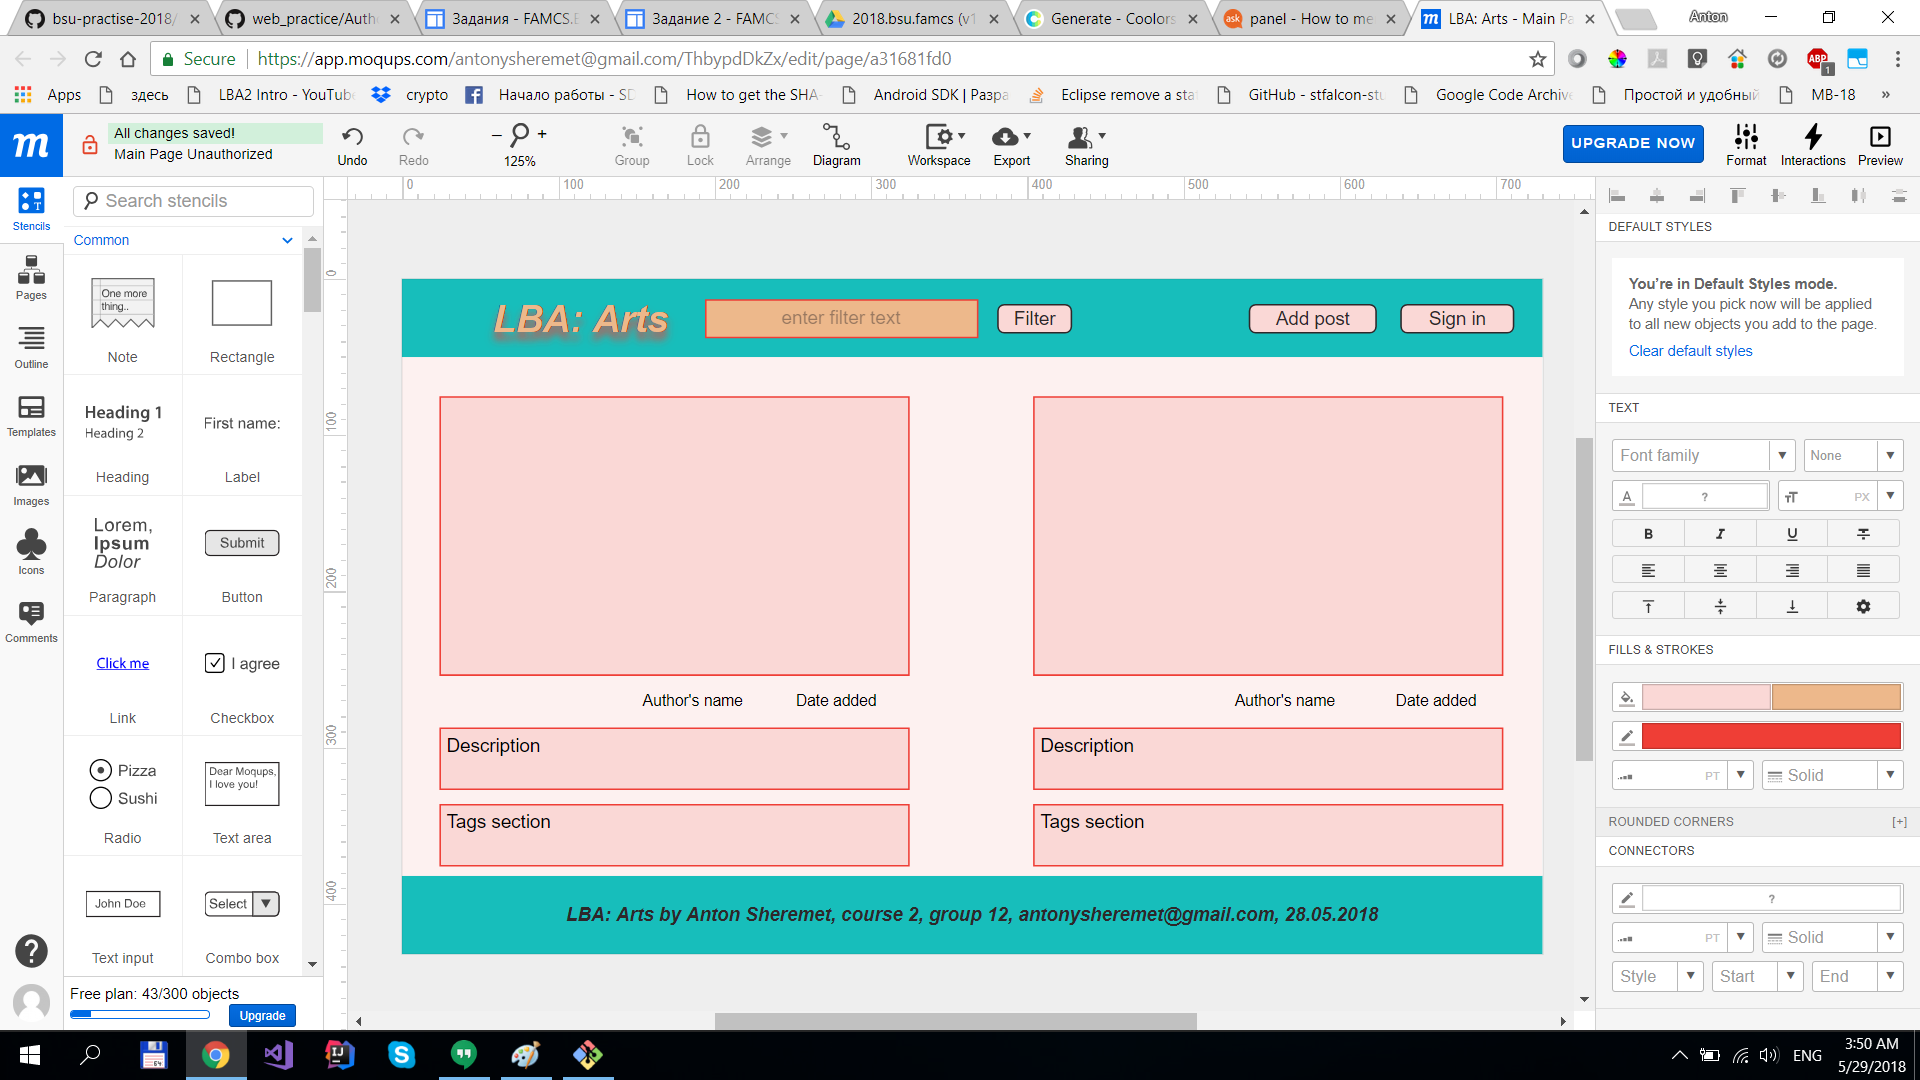 bsu-practise-2018/
web_practice/Auth
Задания - FAMCS.E
Задание 2 - FAMCS
2018.bsu.famcs (v1
Generate - Coolors
ask
panel - How to me
LBA: Arts - Main Pa
Anton
Secure
https://app.moqups.com/antonysheremet@gmail.com/ThbypdDkZx/edit/page/a31681fd0
ABP
1
Apps
здесь
LBA2 Intro - YouTube
crypto
Начало работы - SD
How to get the SHA-
Android SDK | Разра
Eclipse remove a sta
GitHub - stfalcon-stu
Google Code Archive
Простой и удобный
MB-18
»
m
All changes saved!
Main Page Unauthorized
Undo
Redo
125%
Group
Lock
Arrange
Diagram
Workspace
Export
Sharing
UPGRADE NOW
Format
Interactions
Preview
Stencils
Pages
Outline
Templates
Images
Icons
Comments
Search stencils
Common
One more
thing..
Note
Rectangle
Heading 1
Heading 2
Heading
First name:
Label
Lorem,
Ipsum
Dolor
Paragraph
Submit
Button
Click me
Link
I agree
Checkbox
Pizza
Sushi
Radio
Dear Moqups,
I love you!
Text area
John Doe
Text input
Select
Combo box
Free plan: 43/300 objects
Upgrade
0
100
200
300
400
500
600
700
0
100
200
300
400
LBA: Arts
enter filter text
Filter
Add post
Sign in
Author's name
Date added
Author's name
Date added
Description
Description
Tags section
Tags section
LBA: Arts by Anton Sheremet, course 2, group 12, antonysheremet@gmail.com, 28.05.2018
DEFAULT STYLES
You're in Default Styles mode.
Any style you pick now will be applied
to all new objects you add to the page.
Clear default styles
TEXT
Font family
None
A
?
TT
PX
B
I
U
FILLS & STROKES
PT
Solid
ROUNDED CORNERS
[+]
CONNECTORS
?
PT
Solid
Style
Start
End
ENG
3:50 AM
5/29/2018